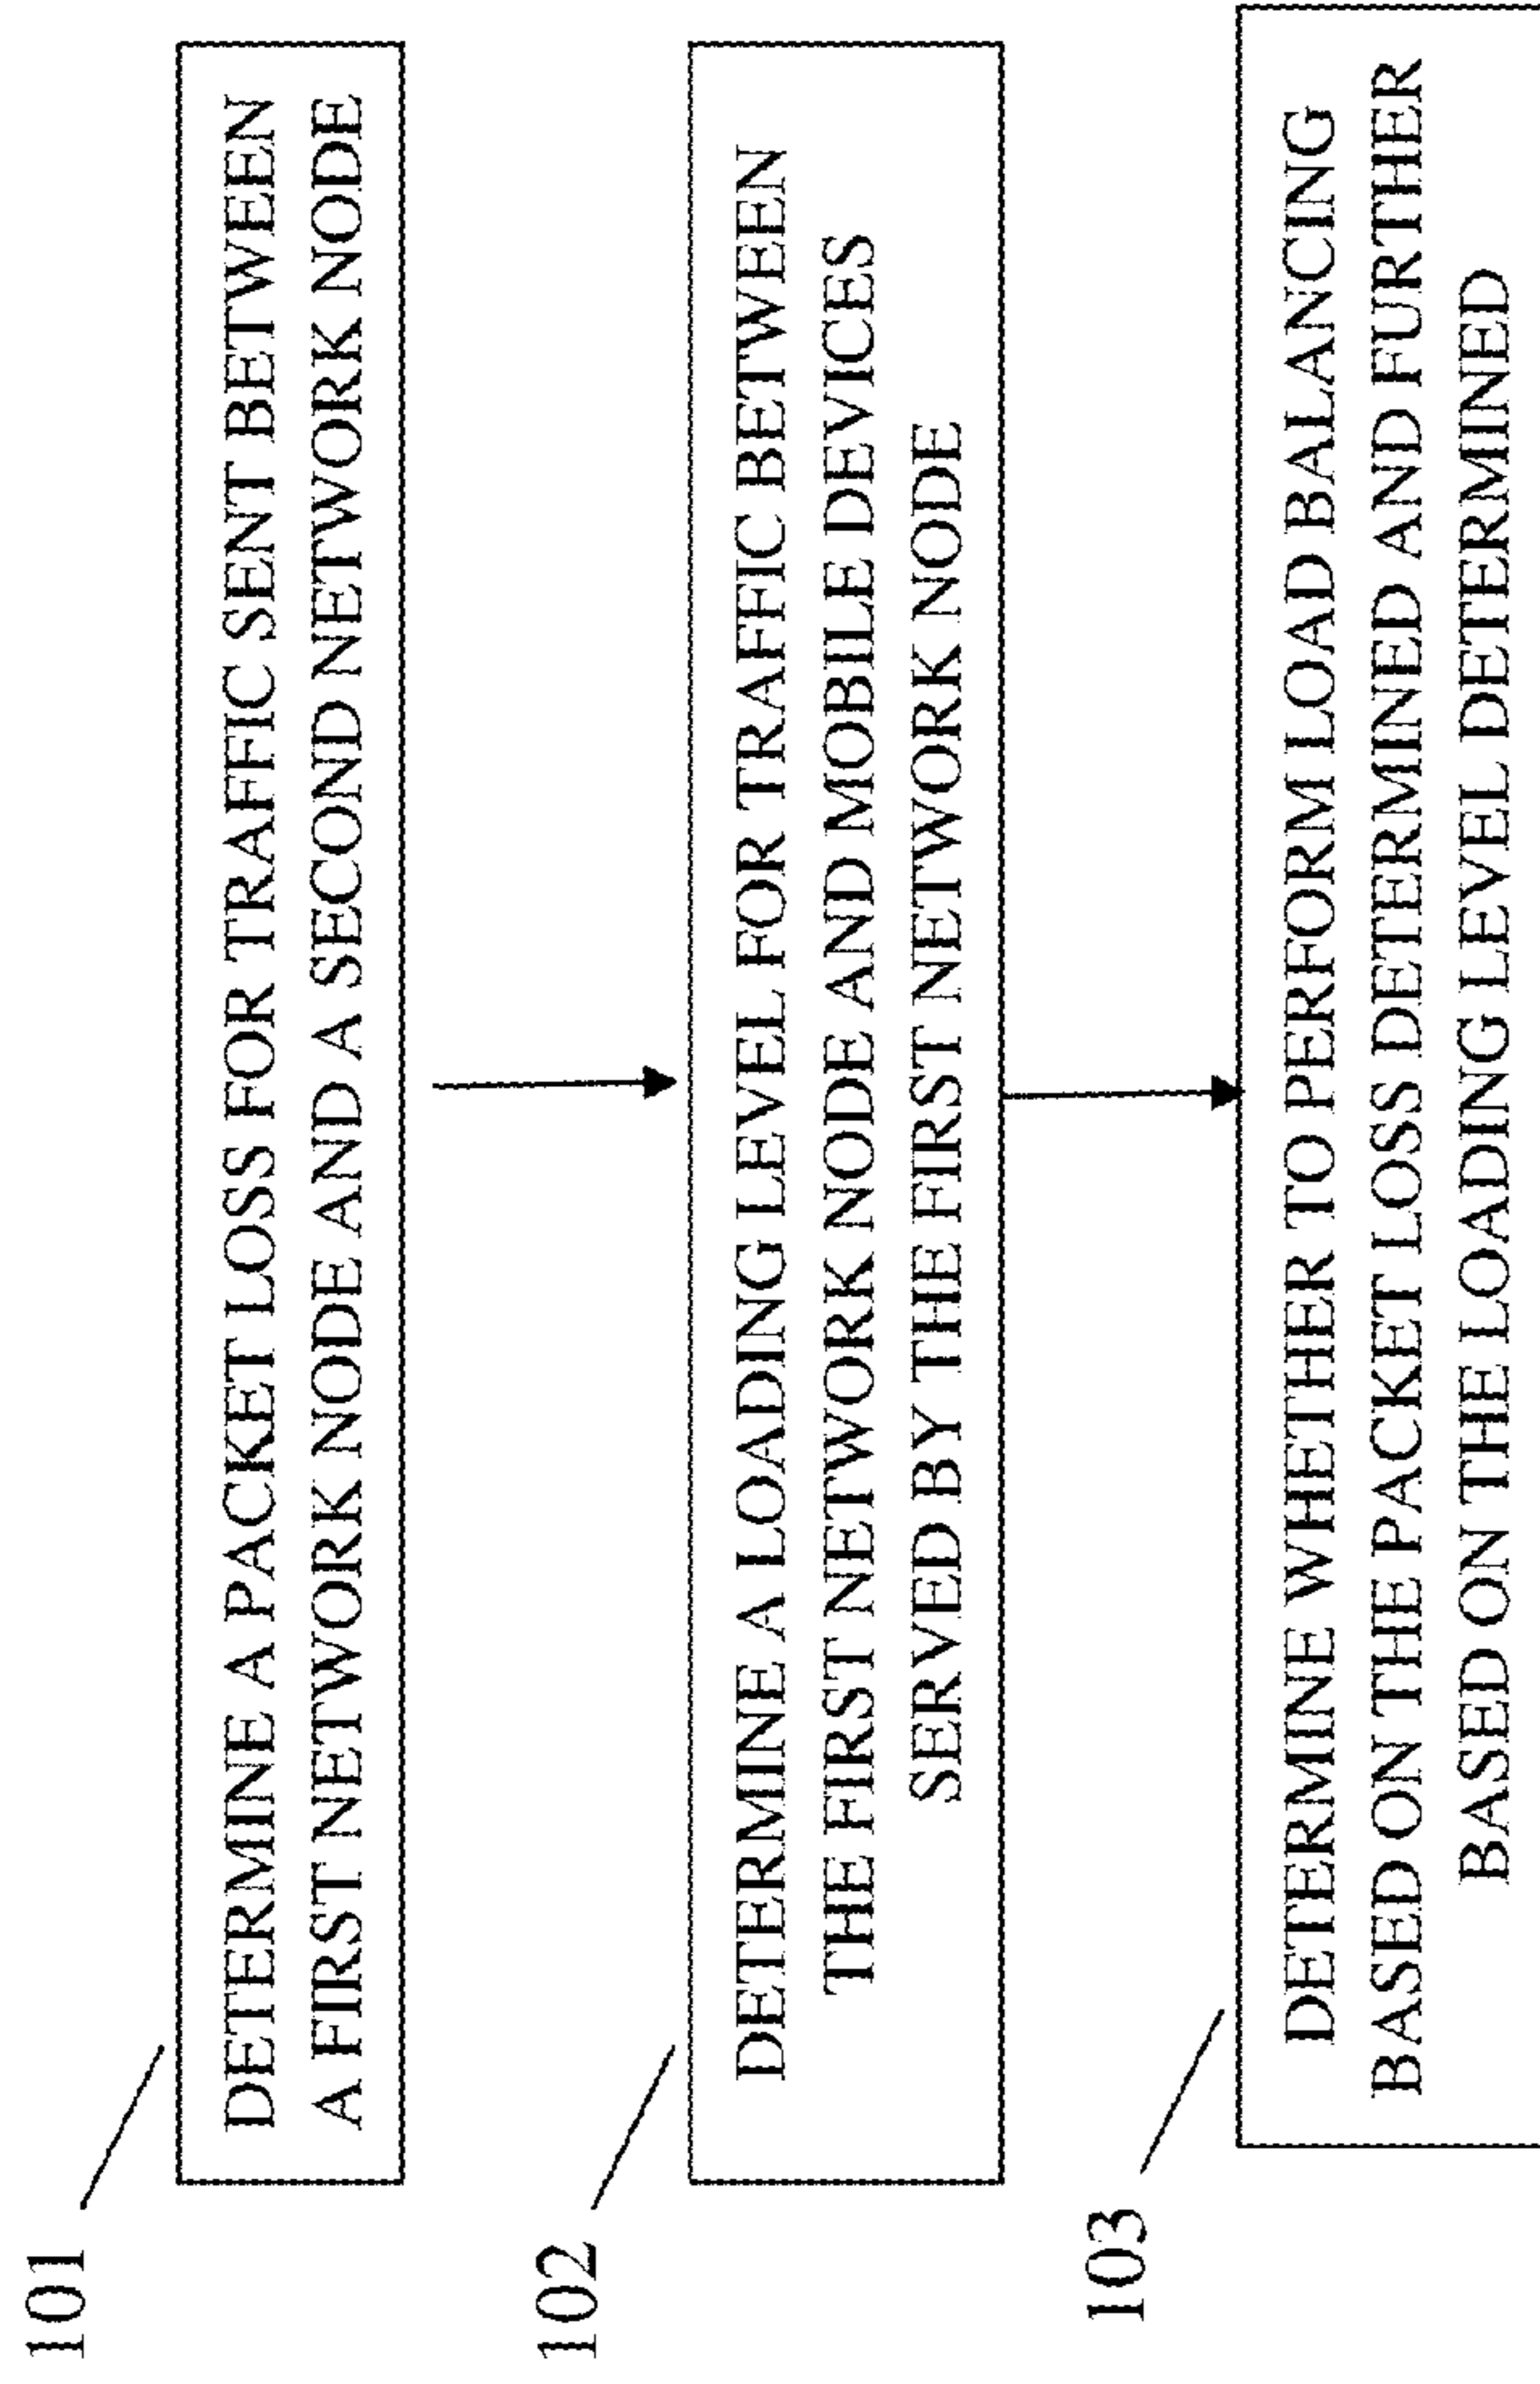 101
DETERMINE A PACKET LOSS FOR TRAFFIC SENT BETWEEN
A FIRST NETWORK NODE AND A SECOND NETWORK NODE
102
DETERMINE A LOADING LEVEL FOR TRAFFIC BETWEEN
THE FIRST NETWORK NODE AND MOBILE DEVICES
SERVED BY THE FIRST NETWORK NODE
103
DETERMINE WHETHER TO PERFORM LOAD BALANCING
BASED ON THE PACKET LOSS DETERMINED AND FURTHER
BASED ON THE LOADING LEVEL DETERMINED